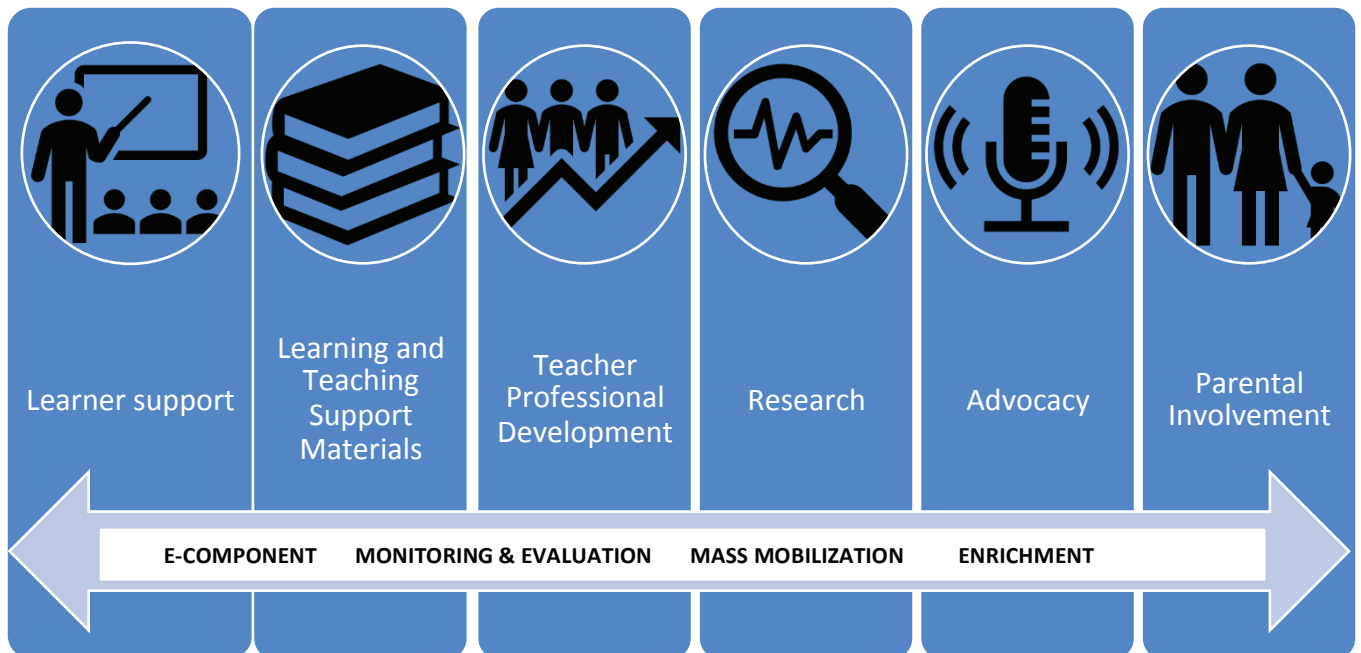 Learner support
Learning and
Teaching
Support
Materials
Teacher
Professional
Development
Research
Advocacy
Parental
Involvement
E-COMPONENT MONITORING & EVALUATION MASS MOBILIZATION ENRICHMENT